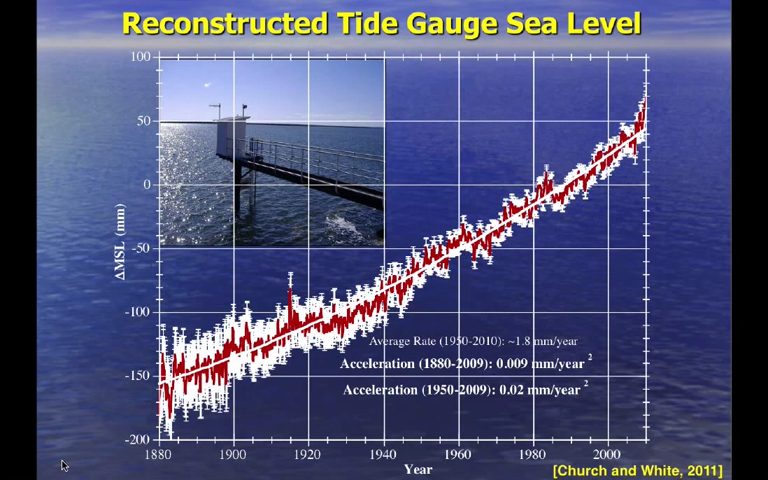 Reconstructed Tide Gauge Sea Level
100
50
0
-50
-100
-150
-200
ΔMSL (mm)
Average Rate (1950-2010): ~1.8 mm/year
Acceleration (1880-2009): 0.009 mm/year 2
Acceleration (1950-2009): 0.02 mm/year 2
1880 1900 1920 1940 1960 1980 2000
Year
[Church and White, 2011]